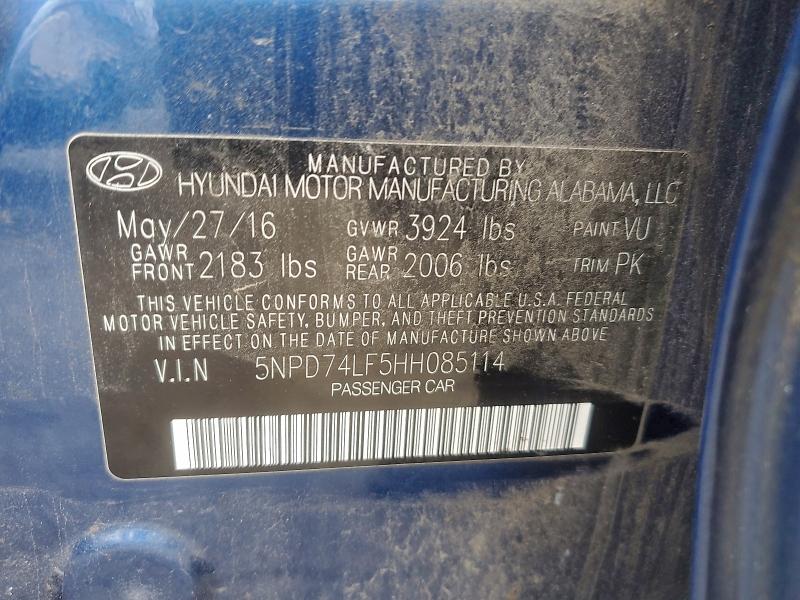 MANUFACTURED BY
HYUNDAI MOTOR MANUFACTURING ALABAMA, LLC
May/27/16 GVWR 3924 lbs PAINT VU
GAWR FRONT 2183 lbs GAWR REAR 2006 lbs TRIM PK
THIS VEHICLE CONFORMS TO ALL APPLICABLE U.S.A. FEDERAL
MOTOR VEHICLE SAFETY, BUMPER, AND THEFT PREVENTION STANDARDS
IN EFFECT ON THE DATE OF MANUFACTURE SHOWN ABOVE
V.I.N 5NPD74LF5HH085114
PASSENGER CAR